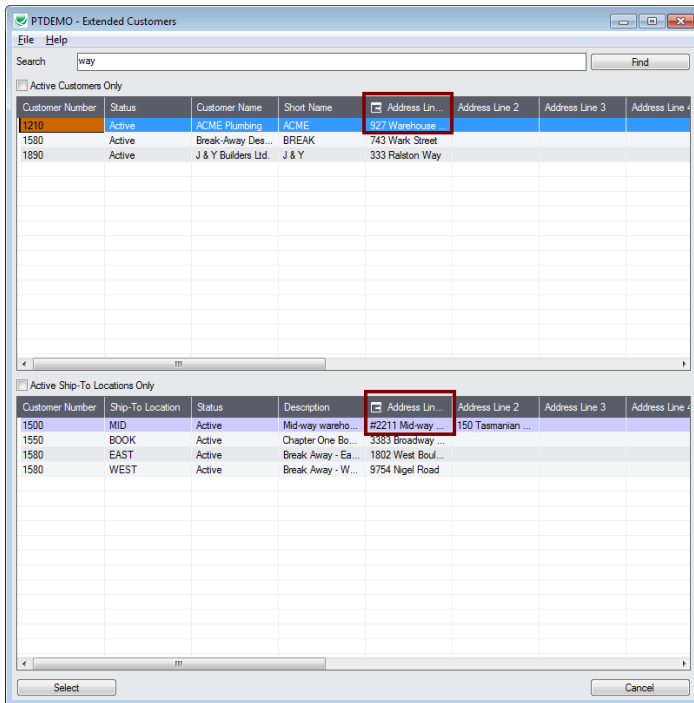 PTDEMO - Extended Customers
File Help
Search way Find
Active Customers Only
Customer Number Status Customer Name Short Name Address Lin... Address Line 2 Address Line 3 Address Line 4
1210 Active ACME Plumbing ACME 927 Warehouse ...
1580 Active Break-Away Des... BREAK 743 Wark Street
1890 Active J & Y Builders Ltd. J & Y 333 Ralston Way
Active Ship-To Locations Only
Customer Number Ship-To Location Status Description Address Lin... Address Line 2 Address Line 3 Address Line 4
1500 MID Active Mid-way wareho... #2211 Mid-way ... 150 Tasmanian ...
1550 BOOK Active Chapter One Bo... 3383 Broadway ...
1580 EAST Active Break Away - Ea... 1802 West Boul...
1580 WEST Active Break Away - W... 9754 Nigel Road
Select Cancel